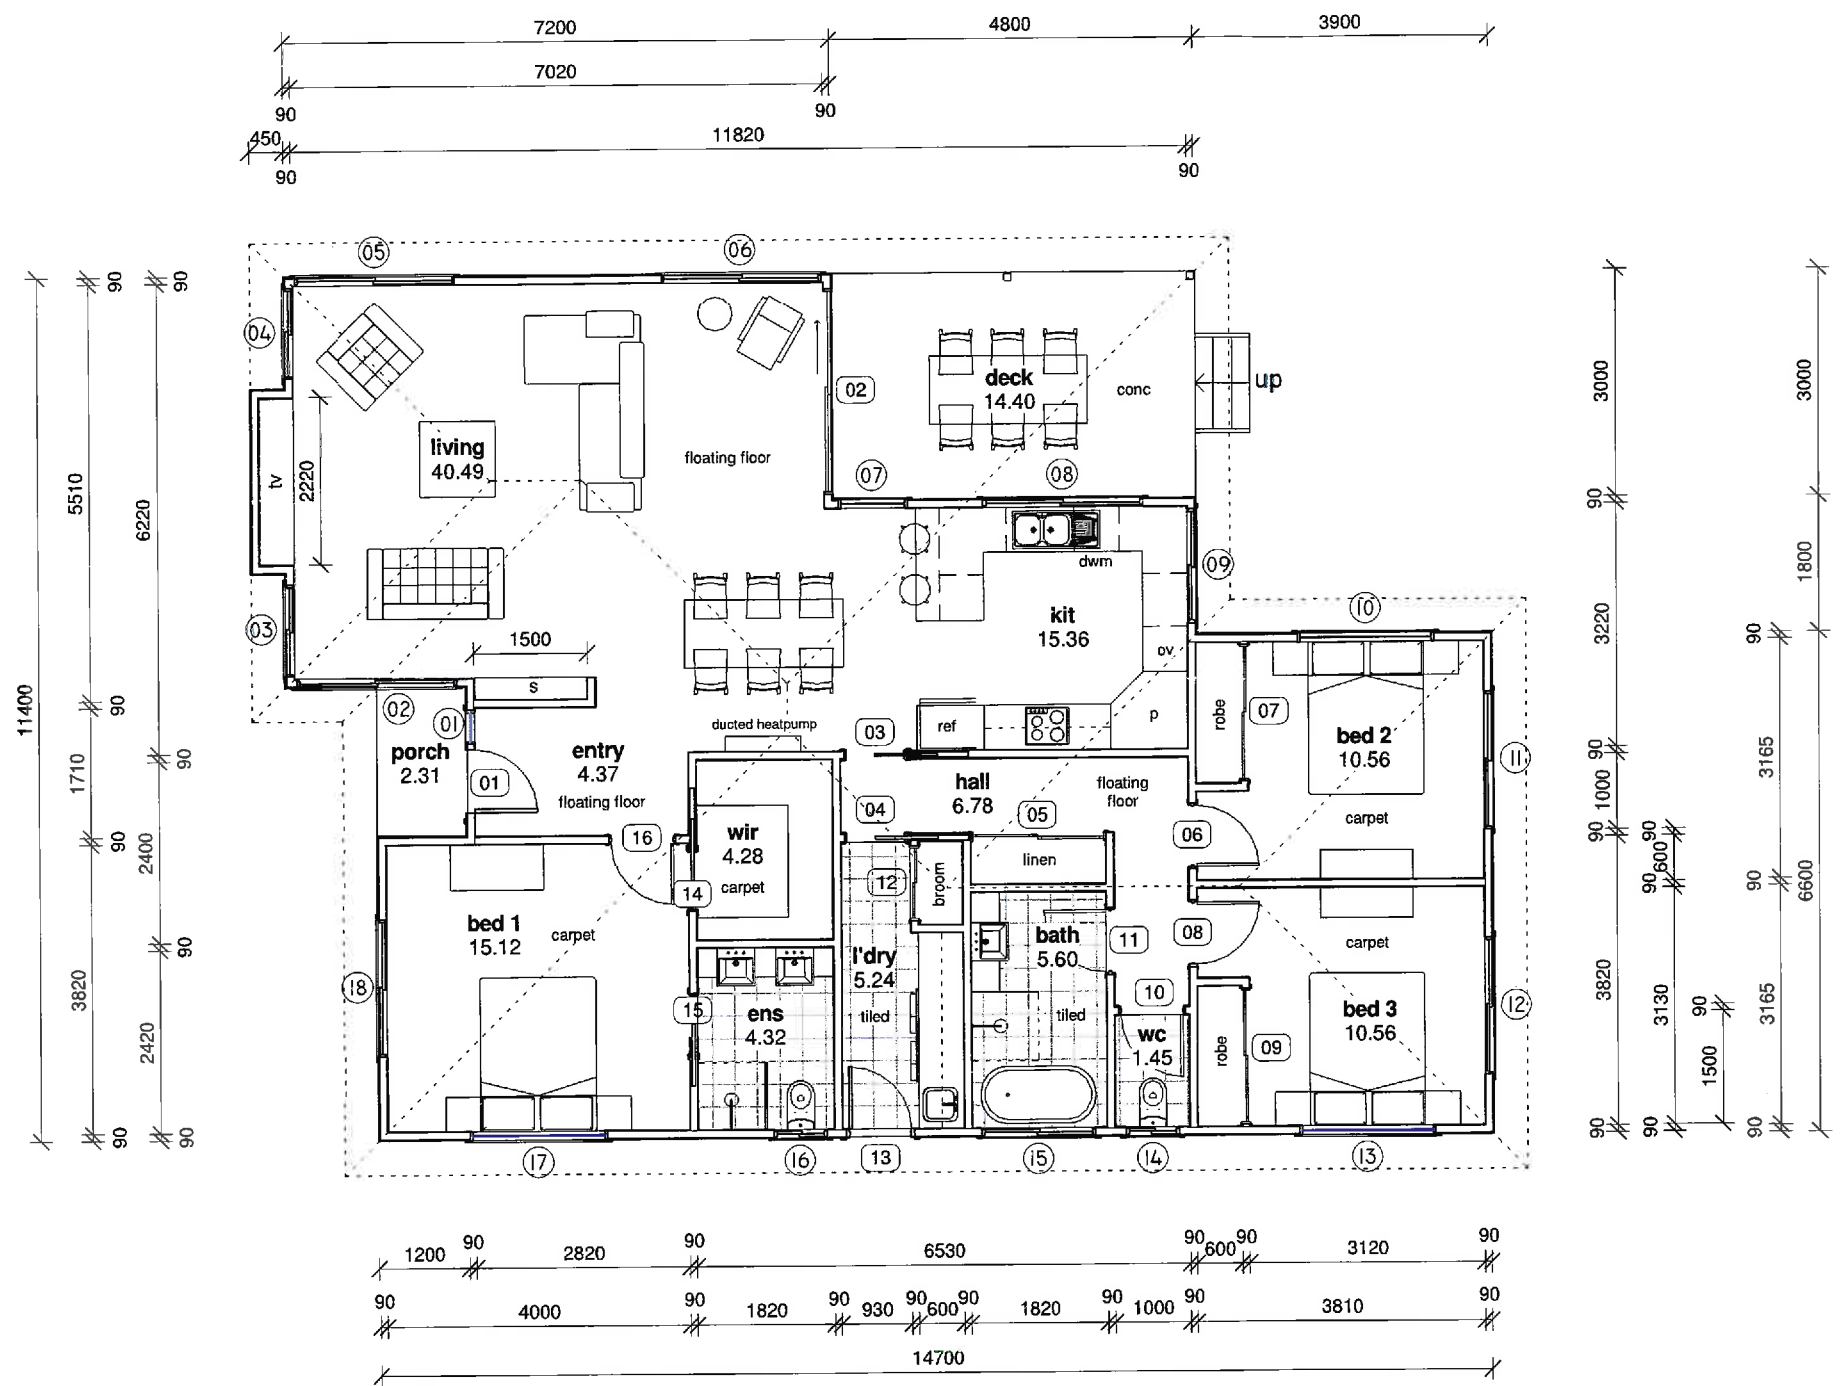 7200 4800 3900
7020
90 90
450 11820
90 90
05 06
04
02
deck
14.40
conc
up
living
40.49
floating floor
tv
2220
07 08
dwm
09
10
03
kit
15.36
1500
ov
s
02 01
ducted heatpump
03
ref
p
robe
07
bed 2
10.56
11
porch
2.31
entry
4.37
01
floating floor
hall
6.78
floating
floor
carpet
16
wir
4.28
carpet
04
05
06
linen
14
12
broom
bed 1
15.12
carpet
bath
5.60
11
08
carpet
l'dry
5.24
18
15
ens
4.32
tiled
tiled
10
wc
1.45
robe
09
bed 3
10.56
12
17 16 13 15 14 13
11400
90 5510 90 1710 90 3820 90
90 6220 90 2400 90 2420 90
3000 90 3220 90 1000 90 3820 90
90 600 90 3130 90
90 1500
90 3165 90 3165 90
3000 1800 6600
1200 90 2820 90 6530 90 600 90 3120 90
90 4000 90 1820 90 930 90 600 90 1820 90 1000 90 3810 90
14700